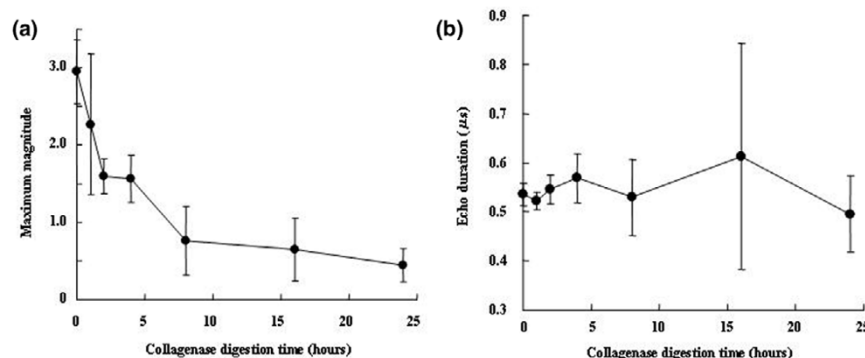 (a)
Maximum magnitude
3.0
2.0
1.0
0
0 5 10 15 20 25
Collagenase digestion time (hours)
(b)
Echo duration (μs)
0.9
0.8
0.7
0.6
0.5
0.4
0.3
0 5 10 15 20 25
Collagenase digestion time (hours)